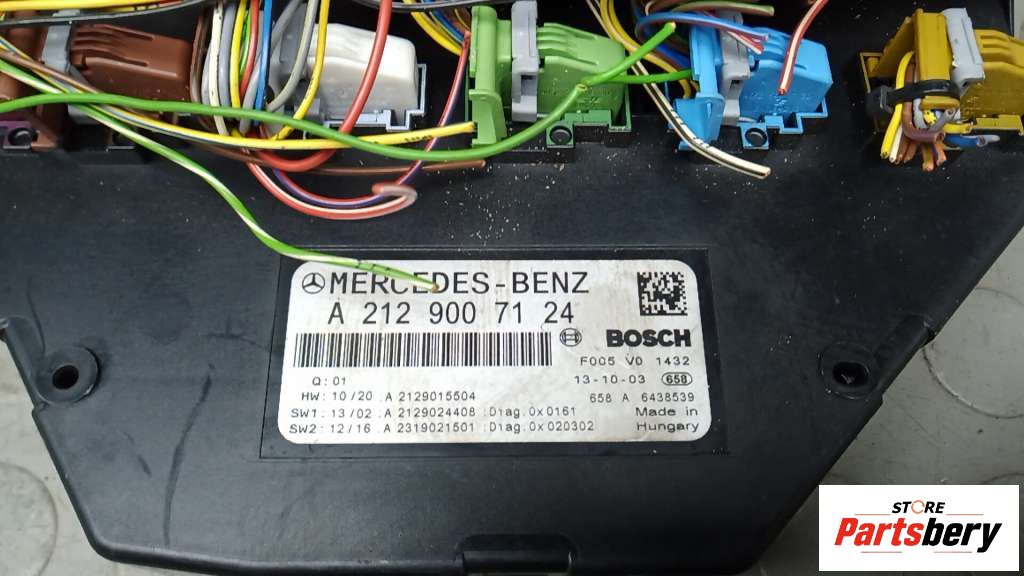 MERCEDES-BENZ
A 212 900 71 24
BOSCH
F005 V0 1432
Q: 01
13-10-03 658
HW: 10/20 :A 2129015504
658 A 6438539
SW1: 13/02 :A 2129024408 :Diag:0x0161
Made in
SW2: 12/16 :A 2319021501 :Diag:0x020302
Hungary
STORE
Partsbery